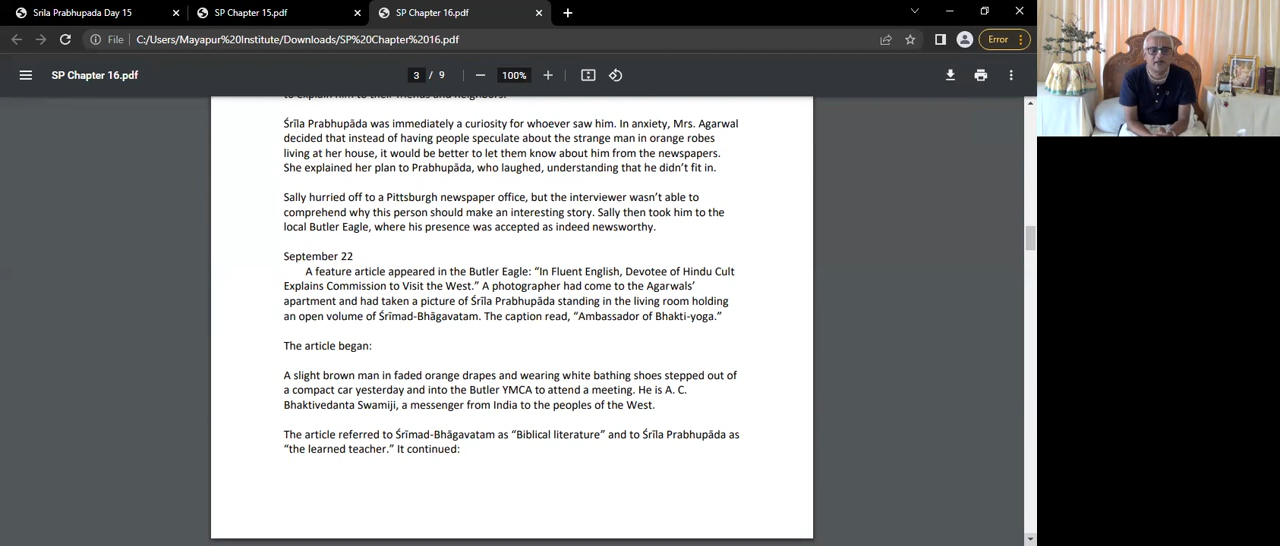 Srila Prabhupada Day 15
SP Chapter 15.pdf
SP Chapter 16.pdf
File
C:/Users/Mayapur%20Institute/Downloads/SP%20Chapter%2016.pdf
Error
SP Chapter 16.pdf
3 / 9
100%
to explain him to their friends and neighbors.
Śrīla Prabhupāda was immediately a curiosity for whoever saw him. In anxiety, Mrs. Agarwal
decided that instead of having people speculate about the strange man in orange robes
living at her house, it would be better to let them know about him from the newspapers.
She explained her plan to Prabhupāda, who laughed, understanding that he didn’t fit in.
Sally hurried off to a Pittsburgh newspaper office, but the interviewer wasn’t able to
comprehend why this person should make an interesting story. Sally then took him to the
local Butler Eagle, where his presence was accepted as indeed newsworthy.
September 22
A feature article appeared in the Butler Eagle: “In Fluent English, Devotee of Hindu Cult
Explains Commission to Visit the West.” A photographer had come to the Agarwals’
apartment and had taken a picture of Śrīla Prabhupāda standing in the living room holding
an open volume of Śrīmad-Bhāgavatam. The caption read, “Ambassador of Bhakti-yoga.”
The article began:
A slight brown man in faded orange drapes and wearing white bathing shoes stepped out of
a compact car yesterday and into the Butler YMCA to attend a meeting. He is A. C.
Bhaktivedanta Swamiji, a messenger from India to the peoples of the West.
The article referred to Śrīmad-Bhāgavatam as “Biblical literature” and to Śrīla Prabhupāda as
“the learned teacher.” It continued: